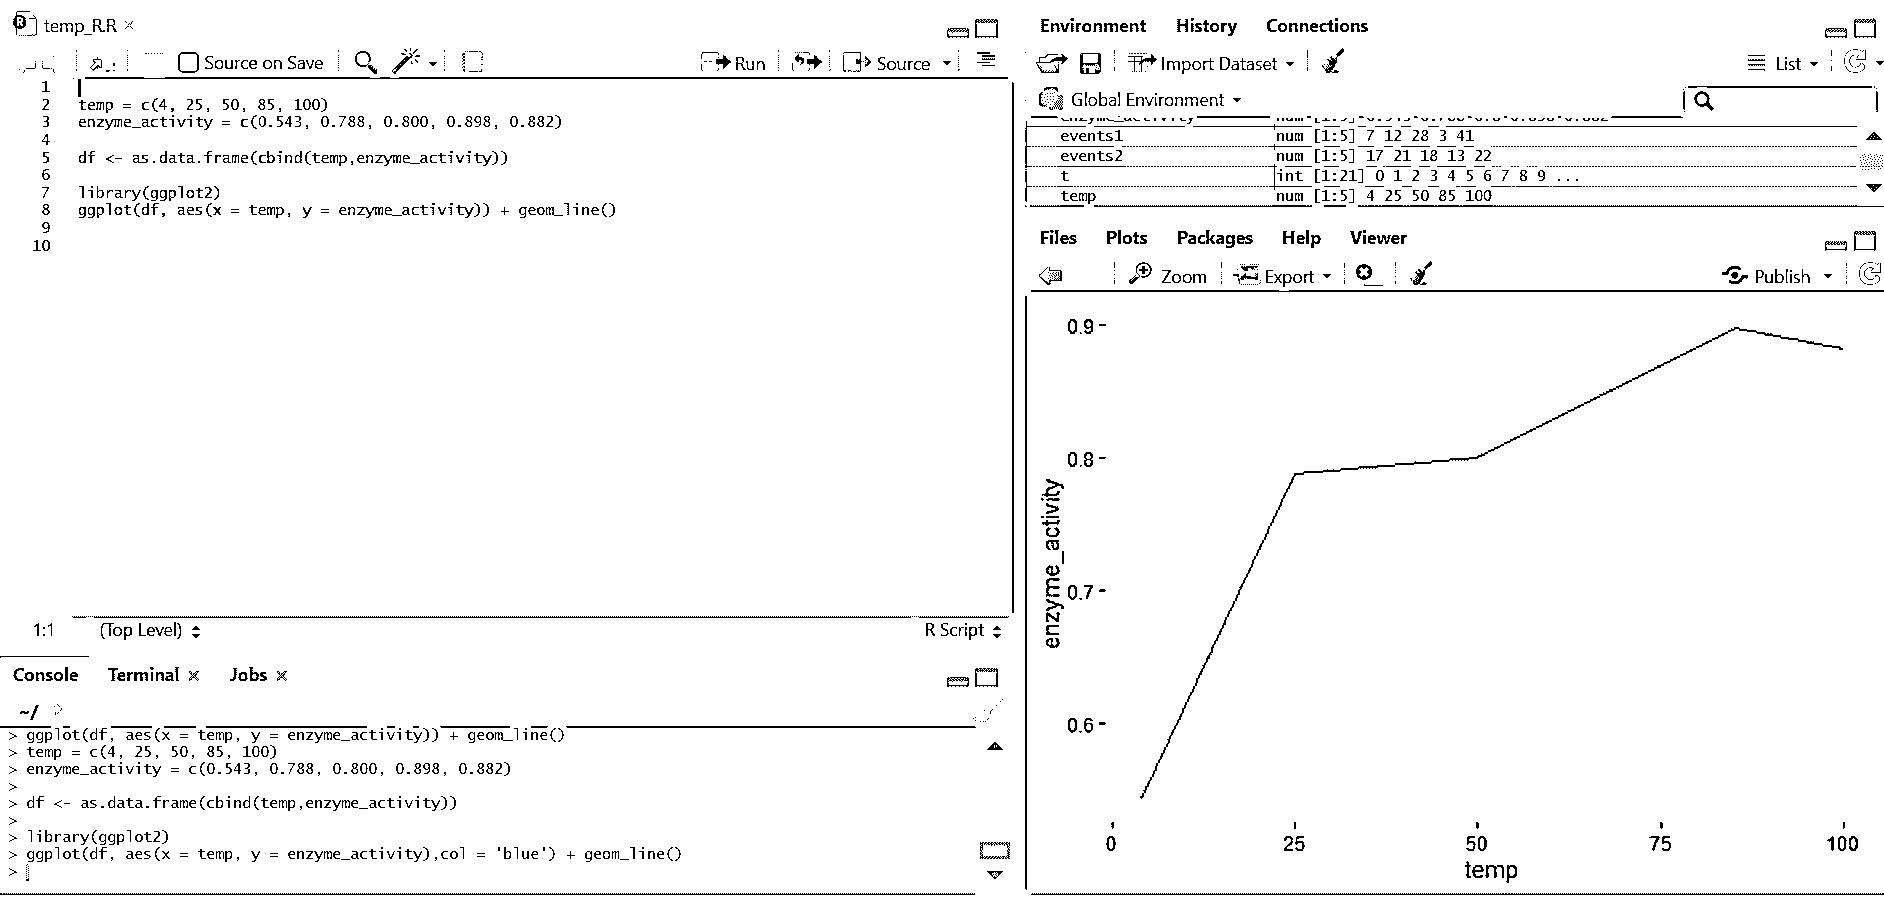 temp_R.R
Source on Save
Run
Source
1
2 temp = c(4, 25, 50, 85, 100)
3 enzyme_activity = c(0.543, 0.788, 0.800, 0.898, 0.882)
4
5 df <- as.data.frame(cbind(temp,enzyme_activity))
6
7 library(ggplot2)
8 ggplot(df, aes(x = temp, y = enzyme_activity)) + geom_line()
9
10
1:1 (Top Level) R Script
Console Terminal Jobs
~/
> ggplot(df, aes(x = temp, y = enzyme_activity)) + geom_line()
> temp = c(4, 25, 50, 85, 100)
> enzyme_activity = c(0.543, 0.788, 0.800, 0.898, 0.882)
>
> df <- as.data.frame(cbind(temp,enzyme_activity))
>
> library(ggplot2)
> ggplot(df, aes(x = temp, y = enzyme_activity),col = 'blue') + geom_line()
>
Environment History Connections
Import Dataset List
Global Environment
events1 num [1:5] 7 12 28 3 41
events2 num [1:5] 17 21 18 13 22
t int [1:21] 0 1 2 3 4 5 6 7 8 9 ...
temp num [1:5] 4 25 50 85 100
Files Plots Packages Help Viewer
Zoom Export Publish
0.9
0.8
0.7
0.6
enzyme_activity
0 25 50 75 100
temp